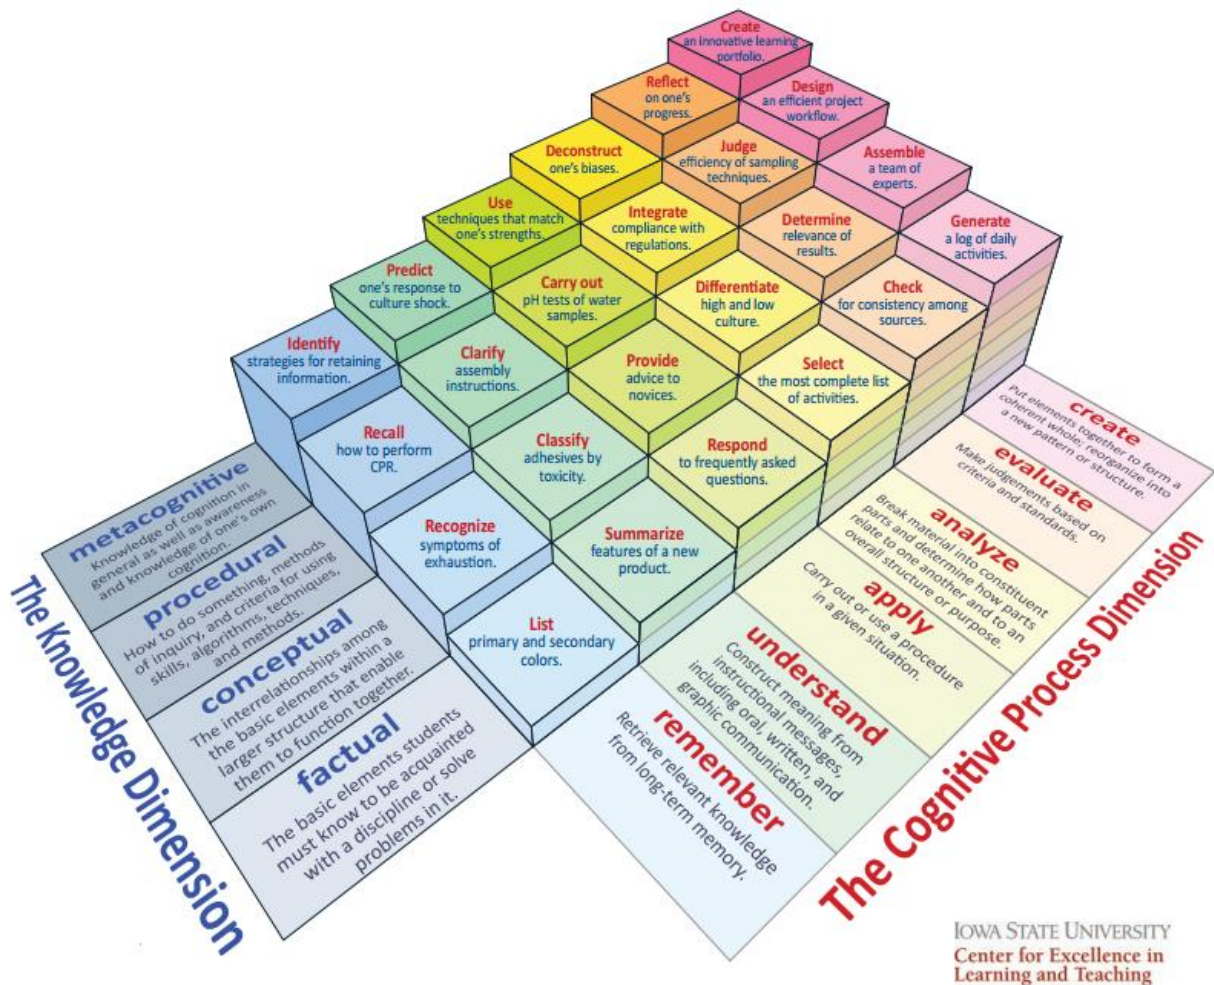 Create
an innovative learning
portfolio.
Reflect
on one's
progress.
Design
an efficient project
workflow.
Deconstruct
one's biases.
Judge
efficiency of sampling
techniques.
Assemble
a team of
experts.
Use
techniques that match
one's strengths.
Integrate
compliance with
regulations.
Determine
relevance of
results.
Generate
a log of daily
activities.
Predict
one's response to
culture shock.
Carry out
pH tests of water
samples.
Differentiate
high and low
culture.
Check
for consistency among
sources.
Identify
strategies for retaining
information.
Clarify
assembly
instructions.
Provide
advice to
novices.
Select
the most complete list
of activities.
Recall
how to perform
CPR.
Classify
adhesives by
toxicity.
Respond
to frequently asked
questions.
Recognize
symptoms of
exhaustion.
Summarize
features of a new
product.
List
primary and secondary
colors.
The Knowledge Dimension
metacognitive
Knowledge of cognition in
general as well as awareness
and knowledge of one's own
cognition.
procedural
How to do something, methods
of inquiry, and criteria for using
skills, algorithms, techniques,
and methods.
conceptual
The interrelationships among
the basic elements within a
larger structure that enable
them to function together.
factual
The basic elements students
must know to be acquainted
with a discipline or solve
problems in it.
The Cognitive Process Dimension
create
Put elements together to form a
coherent whole; reorganize into
a new pattern or structure.
evaluate
Make judgements based on
criteria and standards.
analyze
Break material into constituent
parts and determine how parts
relate to one another and to an
overall structure or purpose.
apply
Carry out or use a procedure
in a given situation.
understand
Construct meaning from
instructional messages,
including oral, written, and
graphic communication.
remember
Retrieve relevant knowledge
from long-term memory.
IOWA STATE UNIVERSITY
Center for Excellence in
Learning and Teaching